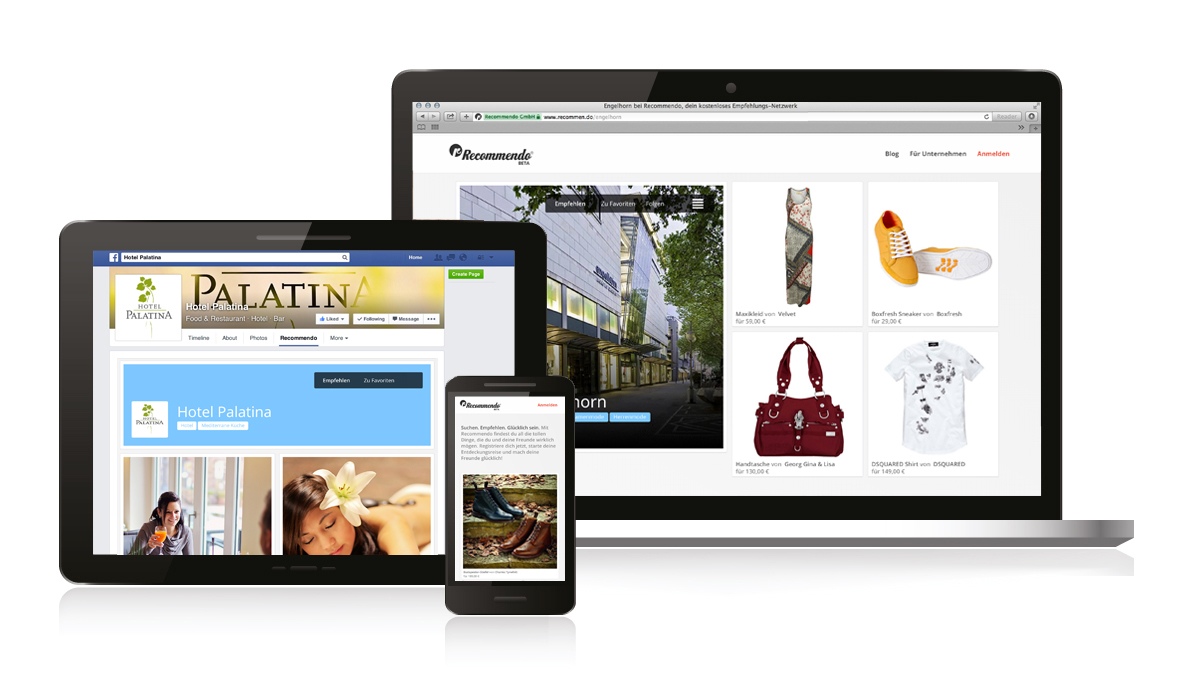 Engelhorn bei Recommendo, dein kostenloses Empfehlungs-Netzwerk
Recommendo GmbH www.recommen.do/engelhorn
Reader
Recommendo
BETA
Blog Für Unternehmen Anmelden
Empfehlen Zu Favoriten Folgen
engelhorn
horn
Herrenmode
Maxikleid von Velvet
für 59,00 €
Boxfresh Sneaker von Boxfresh
für 29,00 €
Handtasche von Georg Gina & Lisa
für 130,00 €
DSQUARED Shirt von DSQUARED
für 149,00 €
Hotel Palatina
Home
Create Page
PALATINA
HOTEL
PALATINA
Hotel Palatina
Food & Restaurant · Hotel · Bar
Liked Following Message
Timeline About Photos Recommendo More
Empfehlen Zu Favoriten
HOTEL
PALATINA
Hotel Palatina
Hotel Mediterrane Küche
Recommendo
BETA
Anmelden
Suchen. Empfehlen. Glücklich sein. Mit
Recommendo findest du all die tollen
Dinge, die du und deine Freunde wirklich
mögen. Registriere dich jetzt, starte deine
Entdeckungsreise und mach deine
Freunde glücklich!